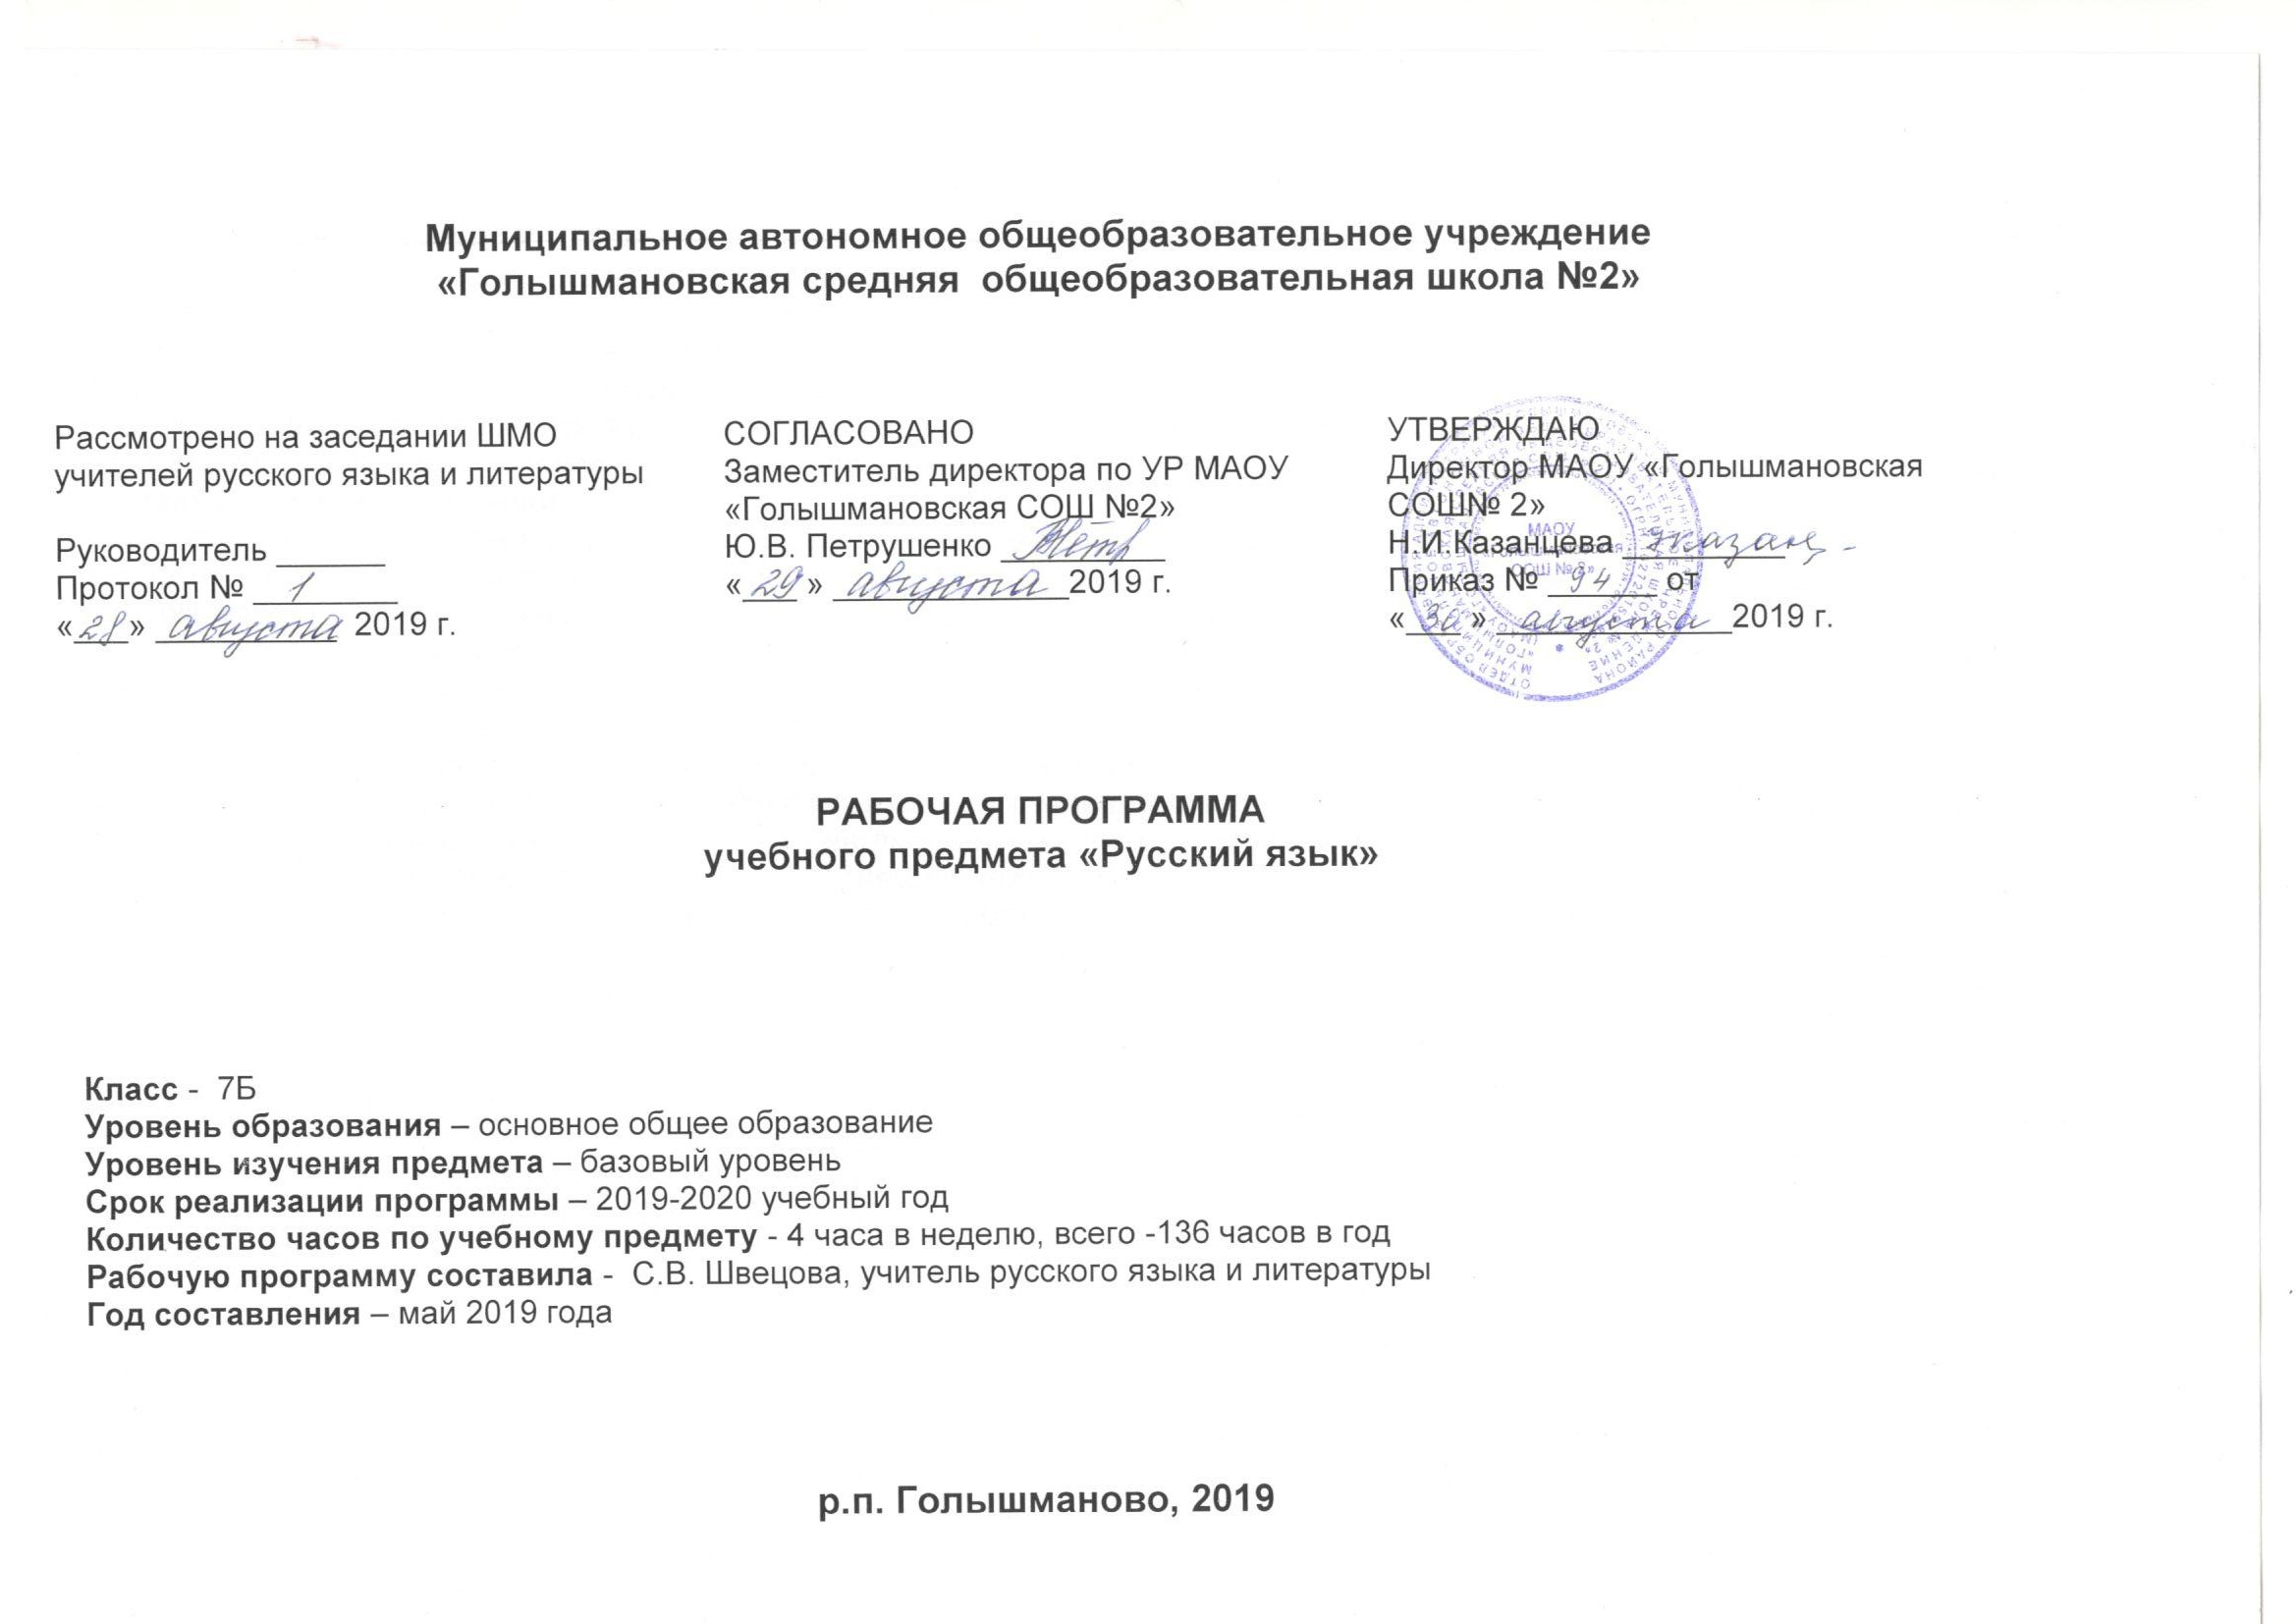 Муниципальное автономное общеобразовательное учреждение
«Голышмановская средняя общеобразовательная школа №2»
Рассмотрено на заседании ШМО
учителей русского языка и литературы
Руководитель ______
Протокол № 1
«28» августа 2019 г.
СОГЛАСОВАНО
Заместитель директора по УР МАОУ
«Голышмановская СОШ №2»
Ю.В. Петрушенко
«29» августа 2019 г.
УТВЕРЖДАЮ
Директор МАОУ «Голышмановская
СОШ№ 2»
Н.И.Казанцева
Приказ № 94 от
«30» августа 2019 г.
МАОУ
СОШ № 2»
РАБОЧАЯ ПРОГРАММА
учебного предмета «Русский язык»
Класс - 7Б
Уровень образования – основное общее образование
Уровень изучения предмета – базовый уровень
Срок реализации программы – 2019-2020 учебный год
Количество часов по учебному предмету - 4 часа в неделю, всего -136 часов в год
Рабочую программу составила - С.В. Швецова, учитель русского языка и литературы
Год составления – май 2019 года
р.п. Голышманово, 2019